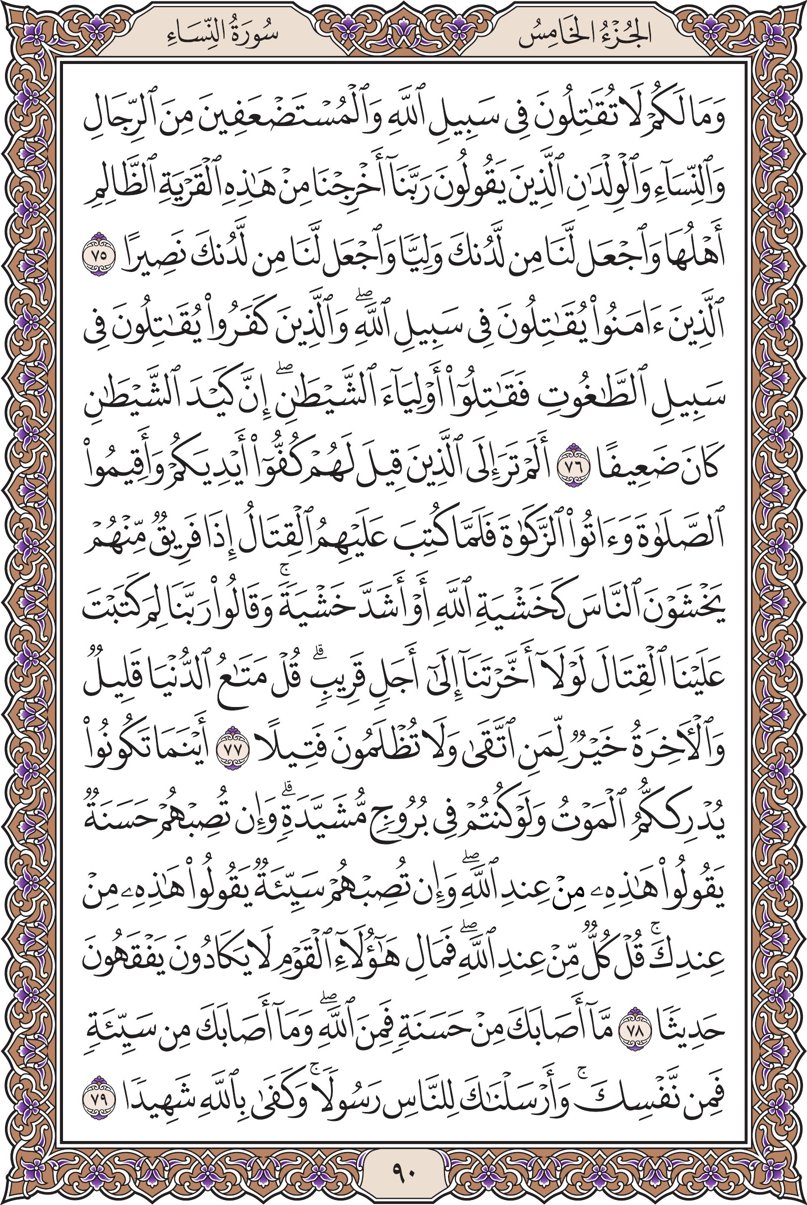 الجُزْءُ الخَامِسُ
سُورَةُ النِّسَاءِ
وَمَا لَكُمْ لَا تُقَٰتِلُونَ فِى سَبِيلِ ٱللَّهِ وَٱلْمُسْتَضْعَفِينَ مِنَ ٱلرِّجَالِ
وَٱلنِّسَآءِ وَٱلْوِلْدَٰنِ ٱلَّذِينَ يَقُولُونَ رَبَّنَآ أَخْرِجْنَا مِنْ هَٰذِهِ ٱلْقَرْيَةِ ٱلظَّالِمِ
أَهْلُهَا وَٱجْعَل لَّنَا مِن لَّدُنكَ وَلِيًّا وَٱجْعَل لَّنَا مِن لَّدُنكَ نَصِيرًا ٧٥
ٱلَّذِينَ ءَامَنُوا۟ يُقَٰتِلُونَ فِى سَبِيلِ ٱللَّهِ ۖ وَٱلَّذِينَ كَفَرُوا۟ يُقَٰتِلُونَ فِى
سَبِيلِ ٱلطَّٰغُوتِ فَقَٰتِلُوٓا۟ أَوْلِيَآءَ ٱلشَّيْطَٰنِ ۖ إِنَّ كَيْدَ ٱلشَّيْطَٰنِ
كَانَ ضَعِيفًا ٧٦ أَلَمْ تَرَ إِلَى ٱلَّذِينَ قِيلَ لَهُمْ كُفُّوٓا۟ أَيْدِيَكُمْ وَأَقِيمُوا۟
ٱلصَّلَوٰةَ وَءَاتُوا۟ ٱلزَّكَوٰةَ فَلَمَّا كُتِبَ عَلَيْهِمُ ٱلْقِتَالُ إِذَا فَرِيقٌ مِّنْهُمْ
يَخْشَوْنَ ٱلنَّاسَ كَخَشْيَةِ ٱللَّهِ أَوْ أَشَدَّ خَشْيَةً ۚ وَقَالُوا۟ رَبَّنَا لِمَ كَتَبْتَ
عَلَيْنَا ٱلْقِتَالَ لَوْلَآ أَخَّرْتَنَآ إِلَىٰٓ أَجَلٍ قَرِيبٍ ۗ قُلْ مَتَٰعُ ٱلدُّنْيَا قَلِيلٌ
وَٱلْءَاخِرَةُ خَيْرٌ لِّمَنِ ٱتَّقَىٰ وَلَا تُظْلَمُونَ فَتِيلًا ٧٧ أَيْنَمَا تَكُونُوا۟
يُدْرِككُّمُ ٱلْمَوْتُ وَلَوْ كُنتُمْ فِى بُرُوجٍ مُّشَيَّدَةٍ ۗ وَإِن تُصِبْهُمْ حَسَنَةٌ
يَقُولُوا۟ هَٰذِهِۦ مِنْ عِندِ ٱللَّهِ ۖ وَإِن تُصِبْهُمْ سَيِّئَةٌ يَقُولُوا۟ هَٰذِهِۦ مِنْ
عِندِكَ ۚ قُلْ كُلٌّ مِّنْ عِندِ ٱللَّهِ ۖ فَمَالِ هَٰٓؤُلَآءِ ٱلْقَوْمِ لَا يَكَادُونَ يَفْقَهُونَ
حَدِيثًا ٧٨ مَّآ أَصَابَكَ مِنْ حَسَنَةٍ فَمِنَ ٱللَّهِ ۖ وَمَآ أَصَابَكَ مِن سَيِّئَةٍ
فَمِن نَّفْسِكَ ۚ وَأَرْسَلْنَٰكَ لِلنَّاسِ رَسُولًا ۚ وَكَفَىٰ بِٱللَّهِ شَهِيدًا ٧٩
٩٠